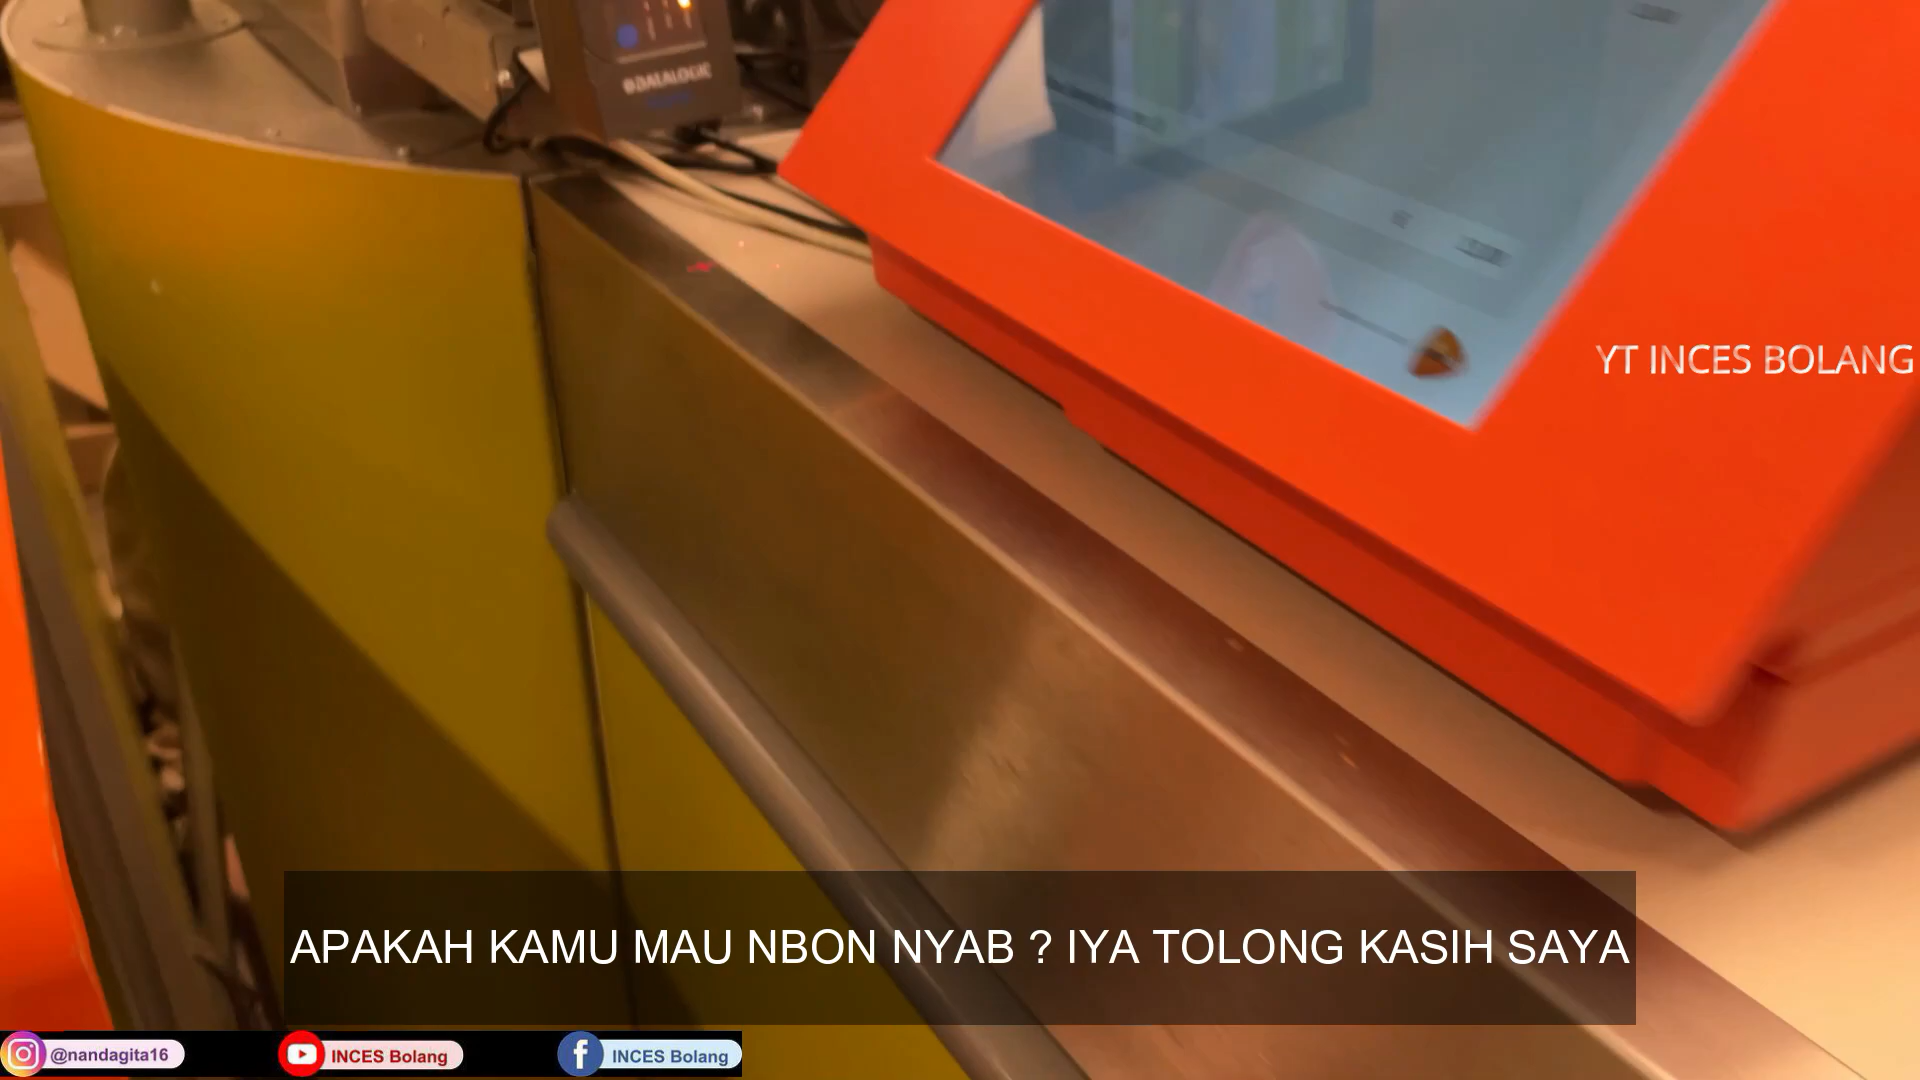 DATALOGIC
YT INCES BOLANG
APAKAH KAMU MAU NBON NYAB ? IYA TOLONG KASIH SAYA
@nandagita16
INCES Bolang
INCES Bolang